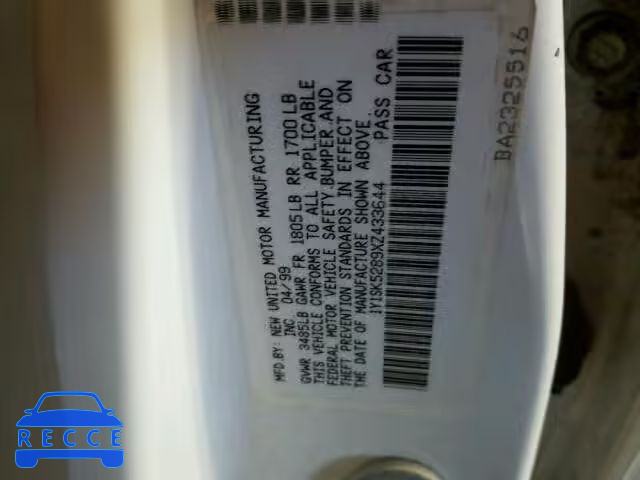 MFD.BY: NEW UNITED MOTOR MANUFACTURING
INC 04/99
GVWR 3485LB GAWR FR 1805LB RR 1700LB
THIS VEHICLE CONFORMS TO ALL APPLICABLE
FEDERAL MOTOR VEHICLE SAFETY,BUMPER,AND
THEFT PREVENTION STANDARDS IN EFFECT ON
THE DATE OF MANUFACTURE SHOWN ABOVE.
1Y1SK5289XZ433644 PASS CAR
BA2325516
RECCE